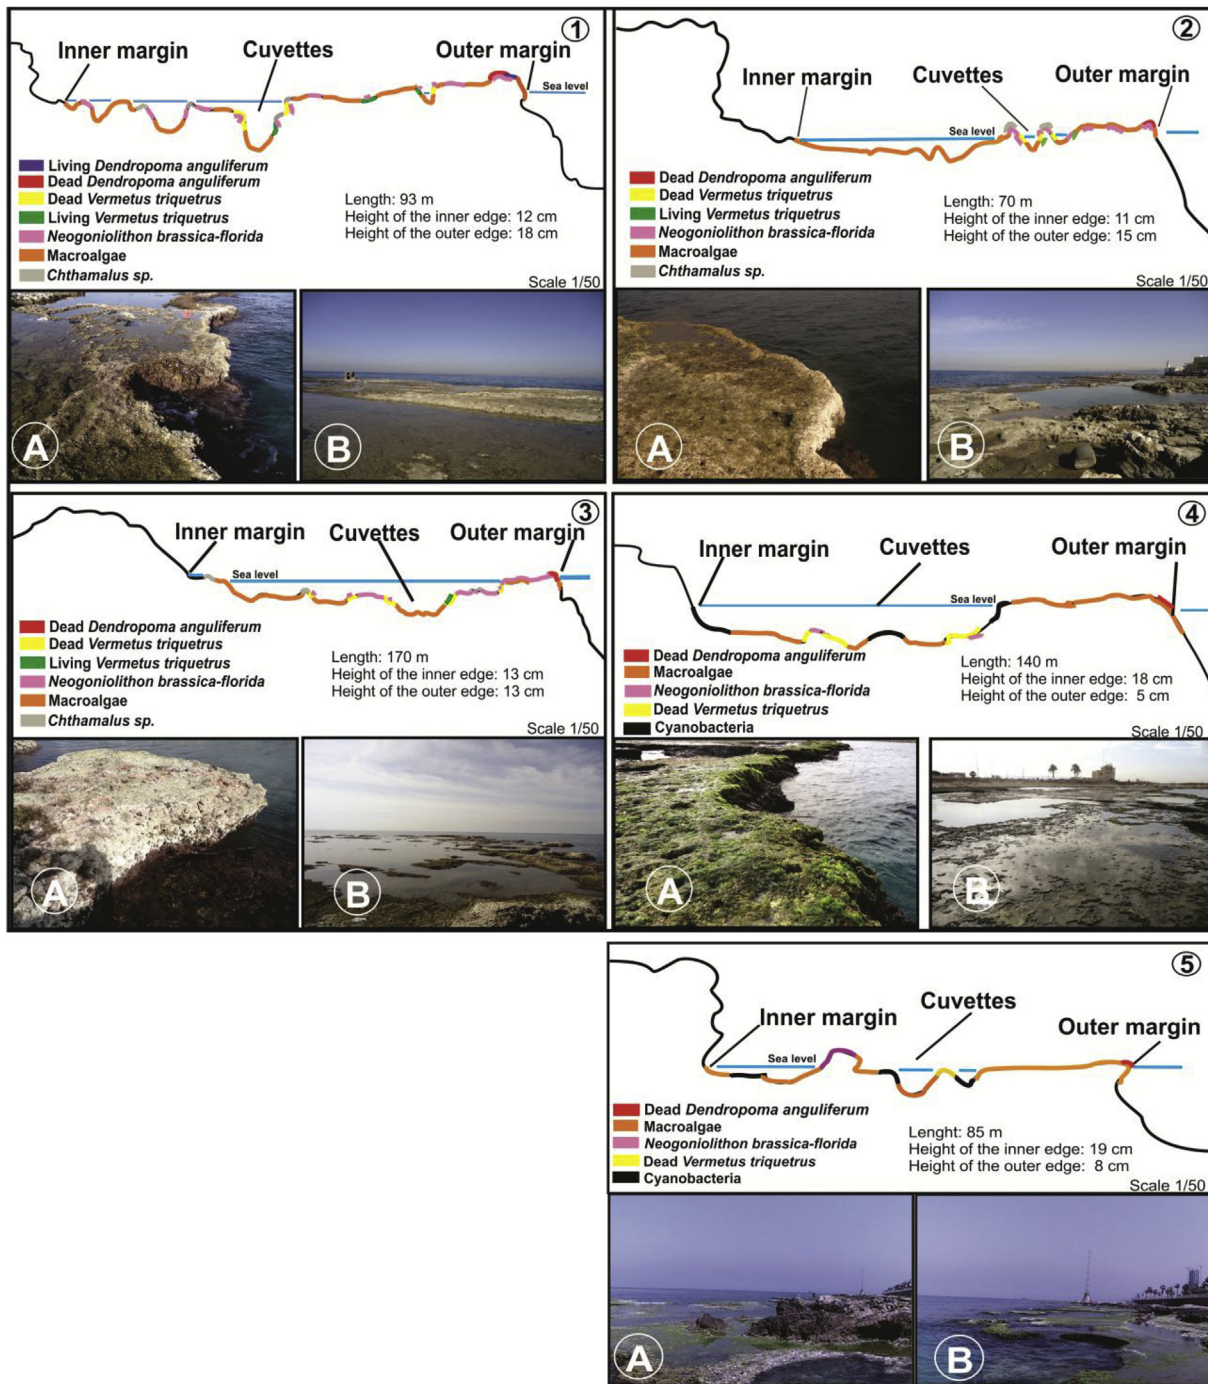 1
Inner margin
Cuvettes
Outer margin
Sea level
Living Dendropoma anguliferum
Dead Dendropoma anguliferum
Dead Vermetus triquetrus
Living Vermetus triquetrus
Neogoniolithon brassica-florida
Macroalgae
Chthamalus sp.
Length: 93 m
Height of the inner edge: 12 cm
Height of the outer edge: 18 cm
Scale 1/50
A
B
2
Inner margin
Cuvettes
Outer margin
Sea level
Dead Dendropoma anguliferum
Dead Vermetus triquetrus
Living Vermetus triquetrus
Neogoniolithon brassica-florida
Macroalgae
Chthamalus sp.
Length: 70 m
Height of the inner edge: 11 cm
Height of the outer edge: 15 cm
Scale 1/50
A
B
3
Inner margin
Cuvettes
Outer margin
Sea level
Dead Dendropoma anguliferum
Dead Vermetus triquetrus
Living Vermetus triquetrus
Neogoniolithon brassica-florida
Macroalgae
Chthamalus sp.
Length: 170 m
Height of the inner edge: 13 cm
Height of the outer edge: 13 cm
Scale 1/50
A
B
4
Inner margin
Cuvettes
Outer margin
Sea level
Dead Dendropoma anguliferum
Macroalgae
Neogoniolithon brassica-florida
Dead Vermetus triquetrus
Cyanobacteria
Length: 140 m
Height of the inner edge: 18 cm
Height of the outer edge: 5 cm
Scale 1/50
A
B
5
Inner margin
Cuvettes
Outer margin
Sea level
Dead Dendropoma anguliferum
Macroalgae
Neogoniolithon brassica-florida
Dead Vermetus triquetrus
Cyanobacteria
Lenght: 85 m
Height of the inner edge: 19 cm
Height of the outer edge: 8 cm
Scale 1/50
A
B